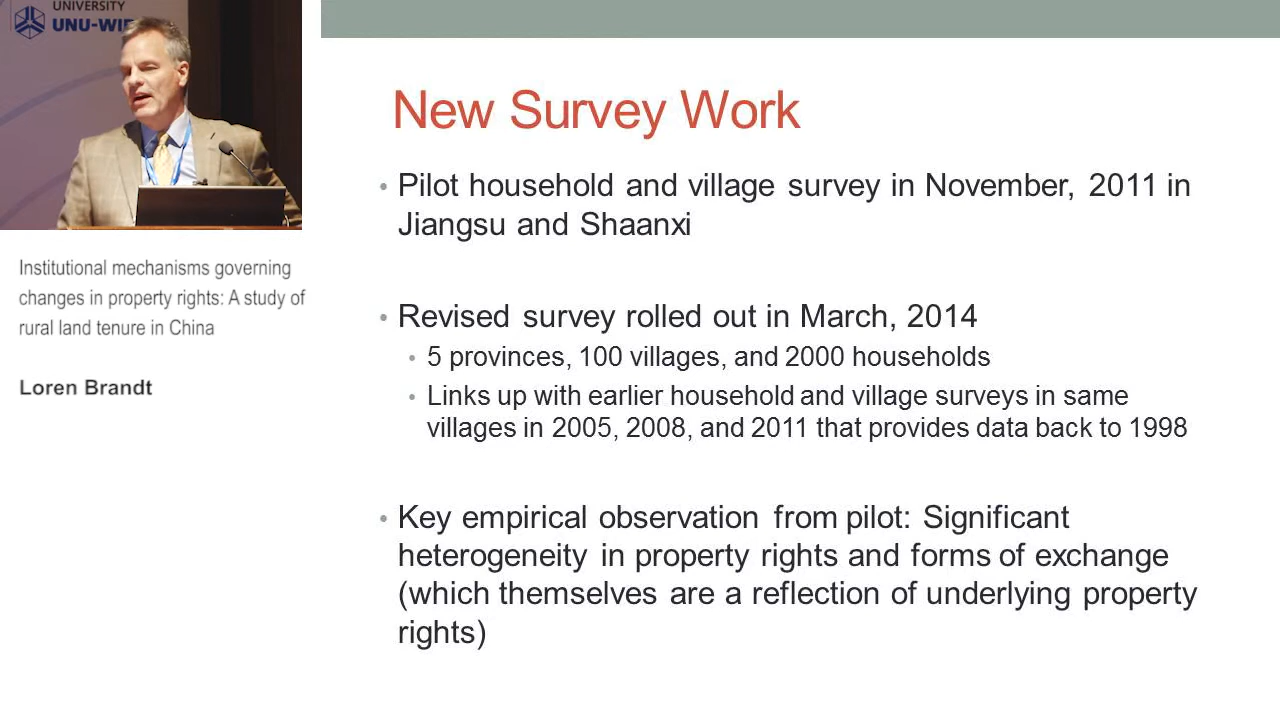 UNIVERSITY
UNU-WIE
Institutional mechanisms governing
changes in property rights: A study of
rural land tenure in China
Loren Brandt
New Survey Work
• Pilot household and village survey in November, 2011 in
Jiangsu and Shaanxi
• Revised survey rolled out in March, 2014
• 5 provinces, 100 villages, and 2000 households
• Links up with earlier household and village surveys in same
villages in 2005, 2008, and 2011 that provides data back to 1998
• Key empirical observation from pilot: Significant
heterogeneity in property rights and forms of exchange
(which themselves are a reflection of underlying property
rights)